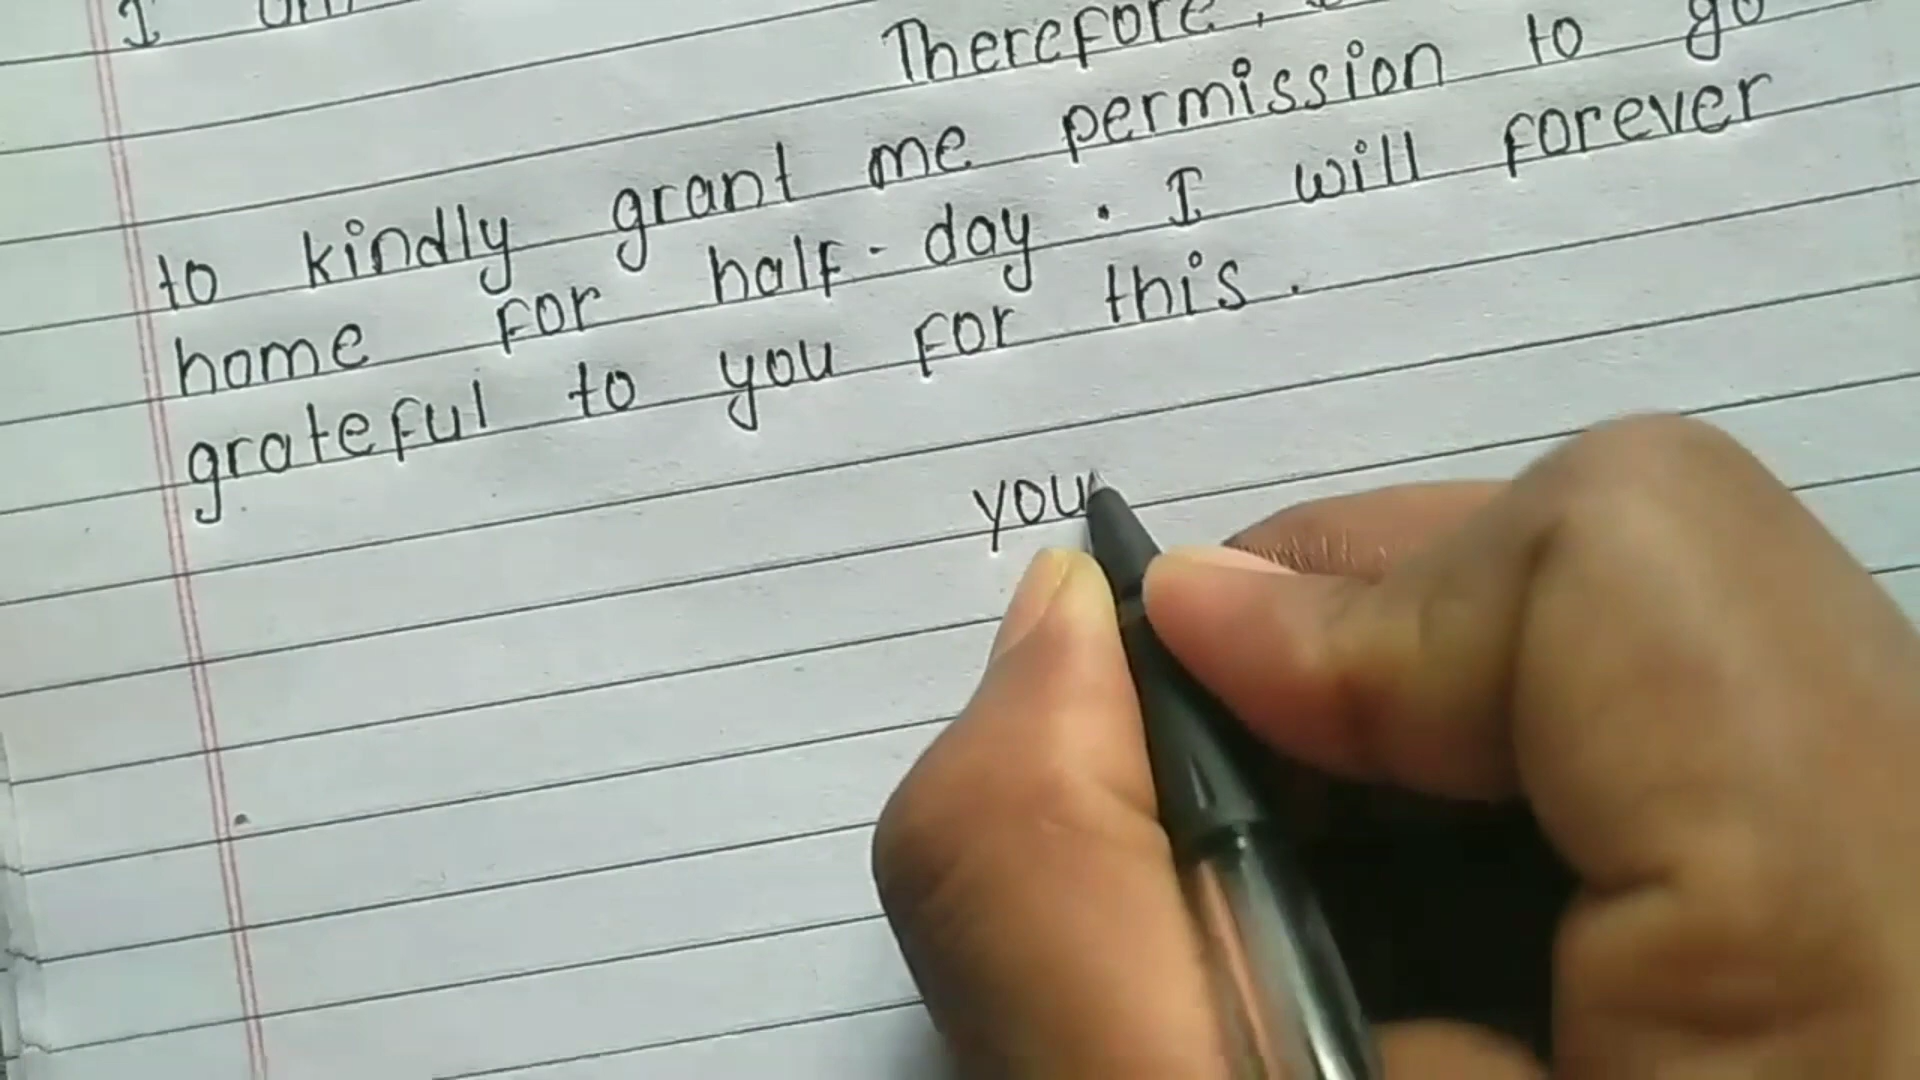 I
Therefore,
to kindly grant me permission to go
home for half-day. I will forever
grateful to you for this.
you